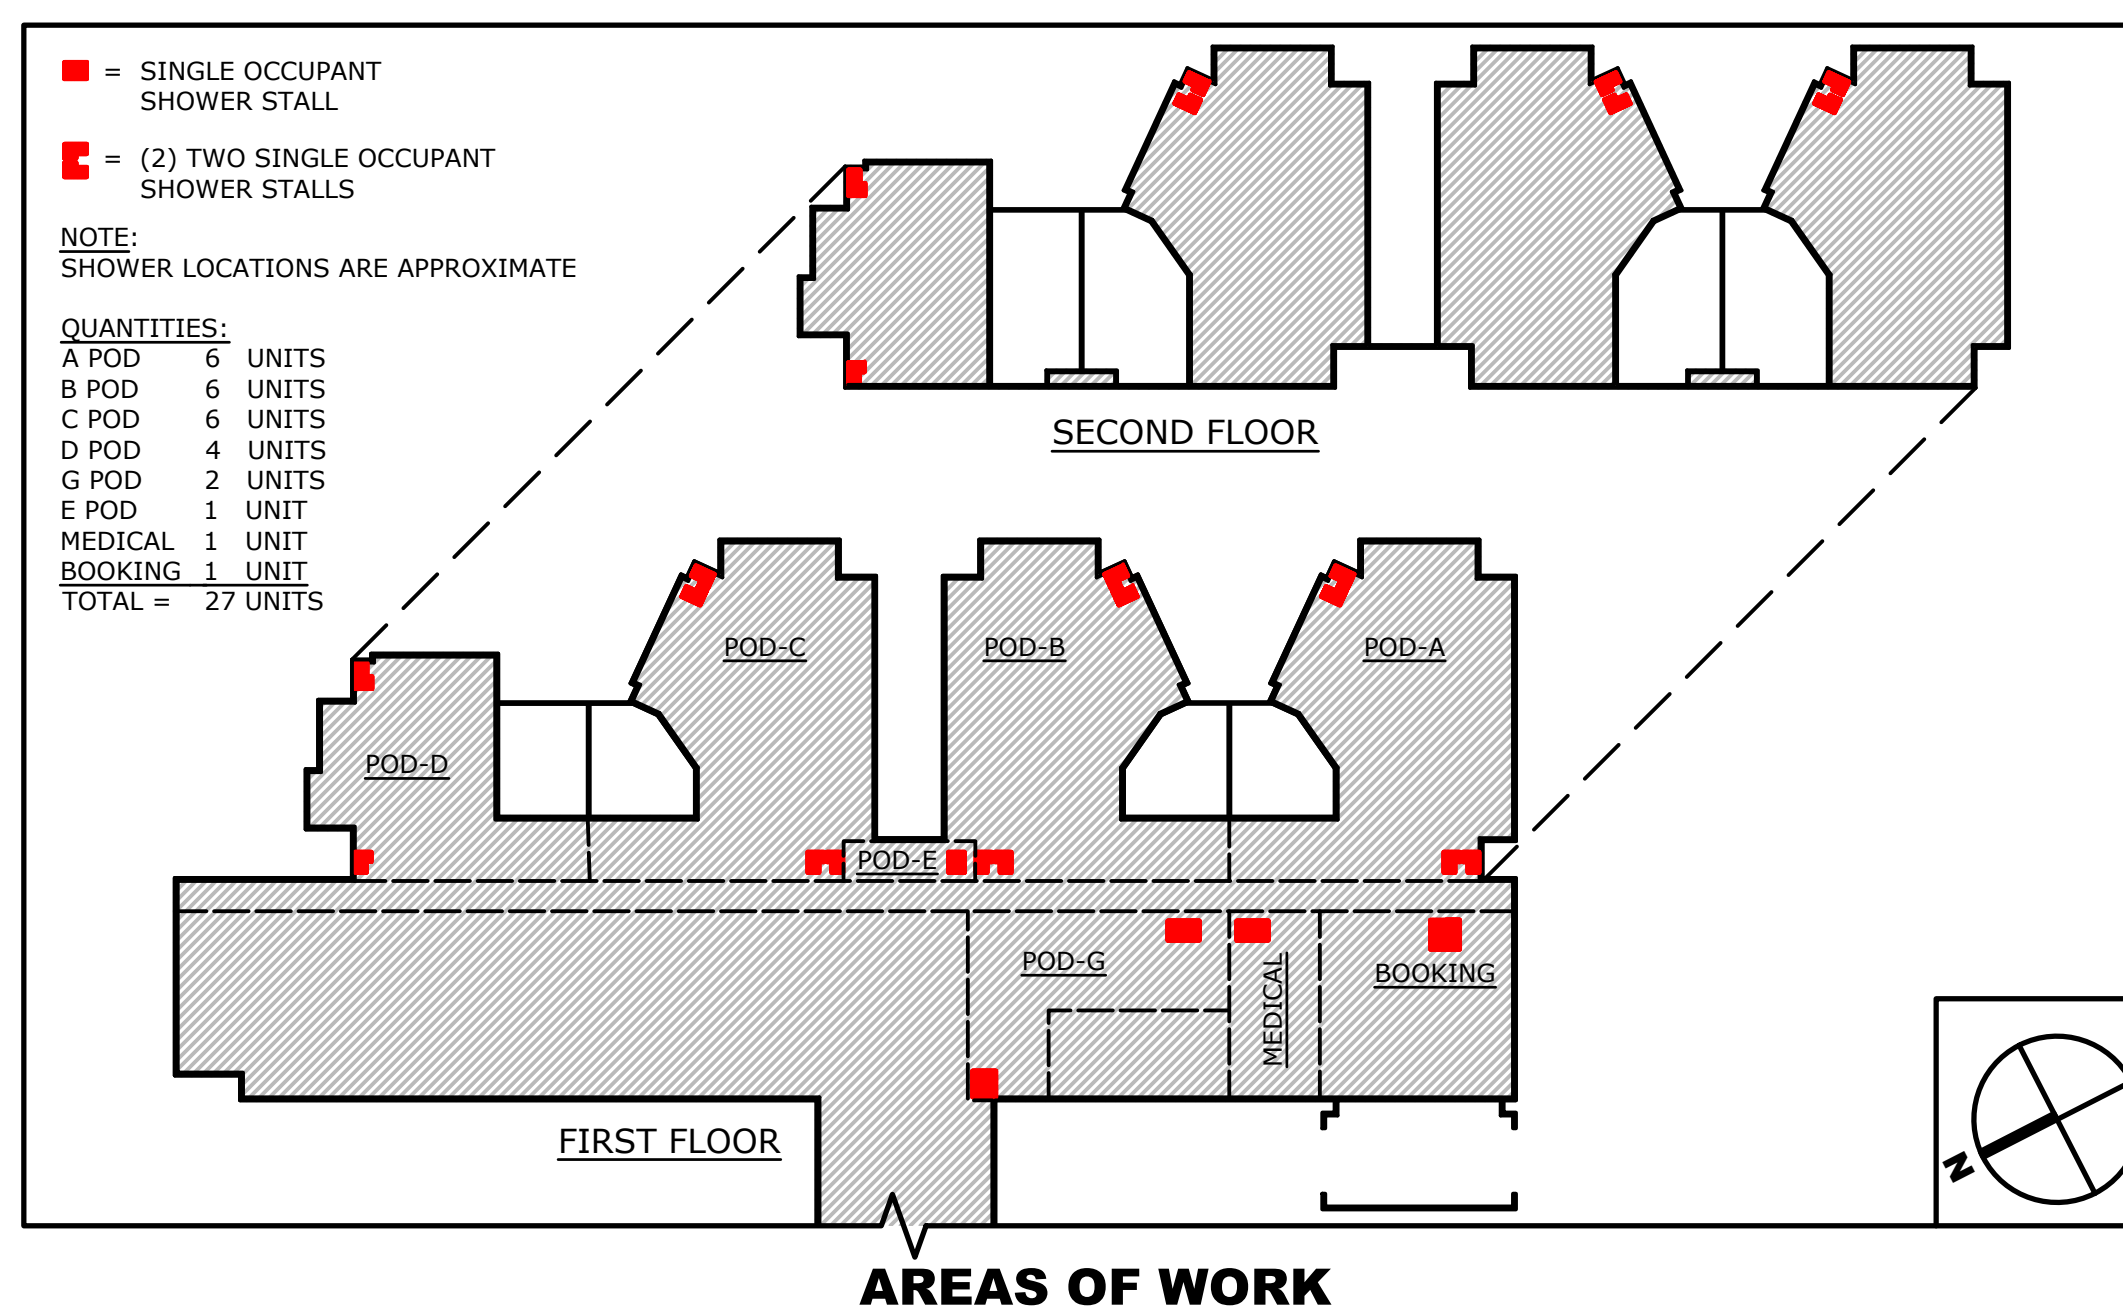 = SINGLE OCCUPANT
SHOWER STALL
= (2) TWO SINGLE OCCUPANT
SHOWER STALLS
NOTE:
SHOWER LOCATIONS ARE APPROXIMATE
QUANTITIES:
A POD 6 UNITS
B POD 6 UNITS
C POD 6 UNITS
D POD 4 UNITS
G POD 2 UNITS
E POD 1 UNIT
MEDICAL 1 UNIT
BOOKING 1 UNIT
TOTAL = 27 UNITS
SECOND FLOOR
POD-C
POD-B
POD-A
POD-D
POD-E
POD-G
MEDICAL
BOOKING
FIRST FLOOR
N
AREAS OF WORK